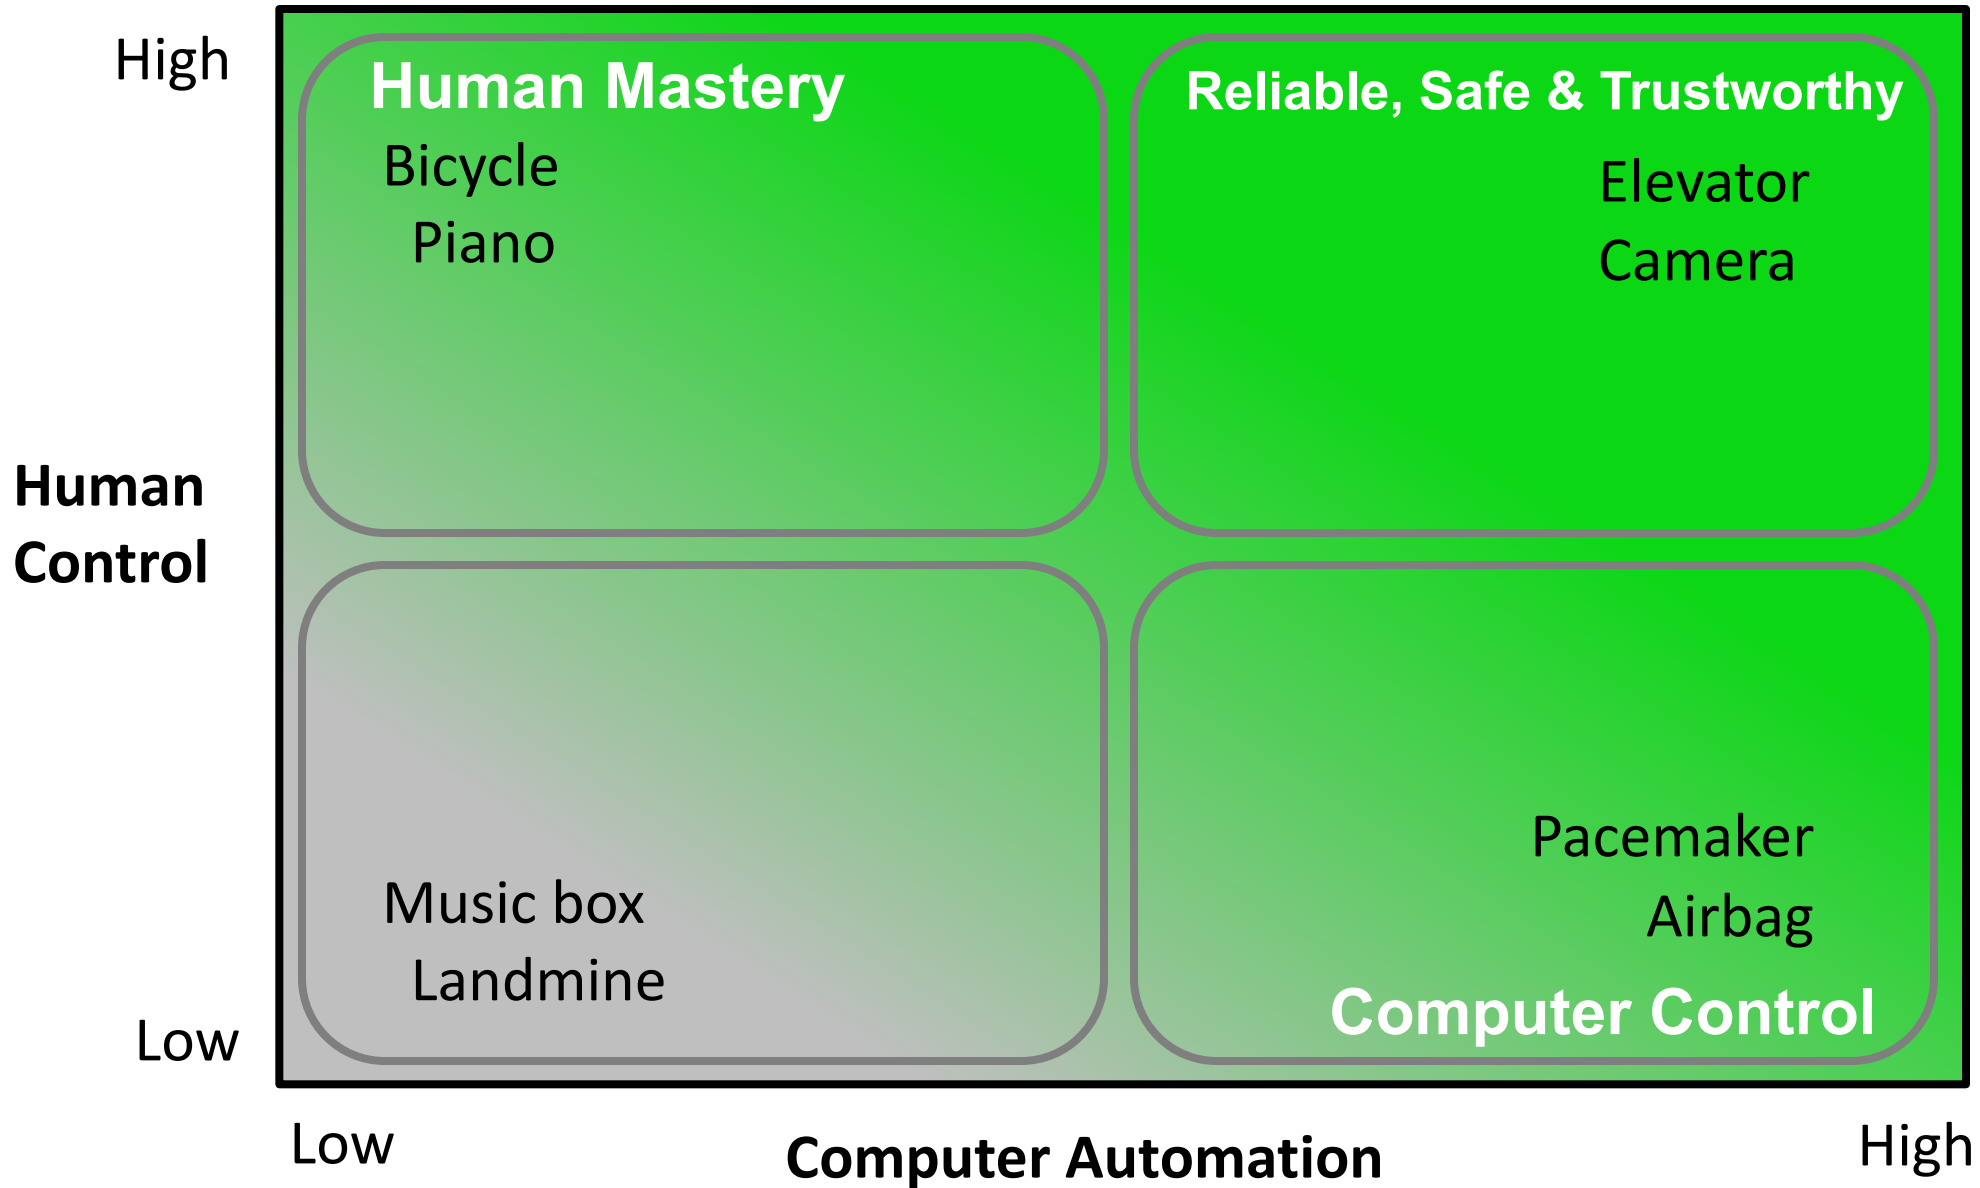 High
Human Mastery
Bicycle
Piano
Reliable, Safe & Trustworthy
Elevator
Camera
Human
Control
Music box
Landmine
Pacemaker
Airbag
Computer Control
Low
Low
Computer Automation
High